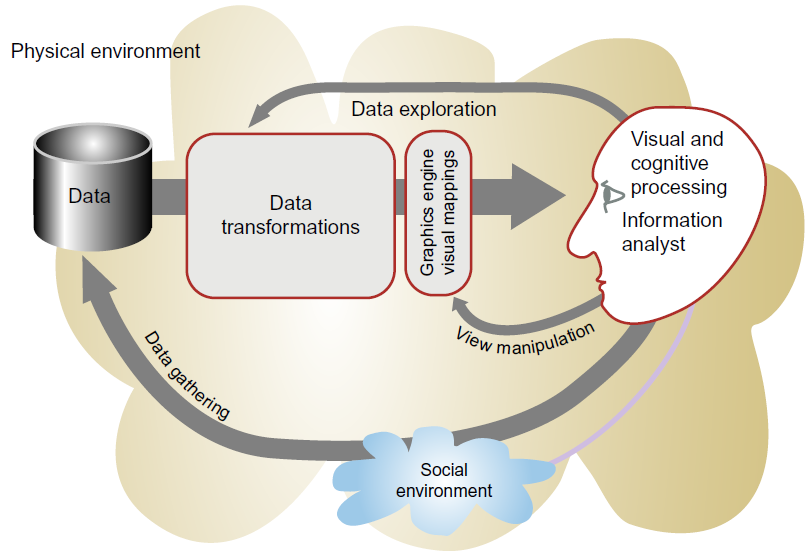 Physical environment
Data exploration
Data
Data
transformations
Graphics engine
visual mappings
Visual and
cognitive
processing
Information
analyst
View manipulation
Data gathering
Social
environment